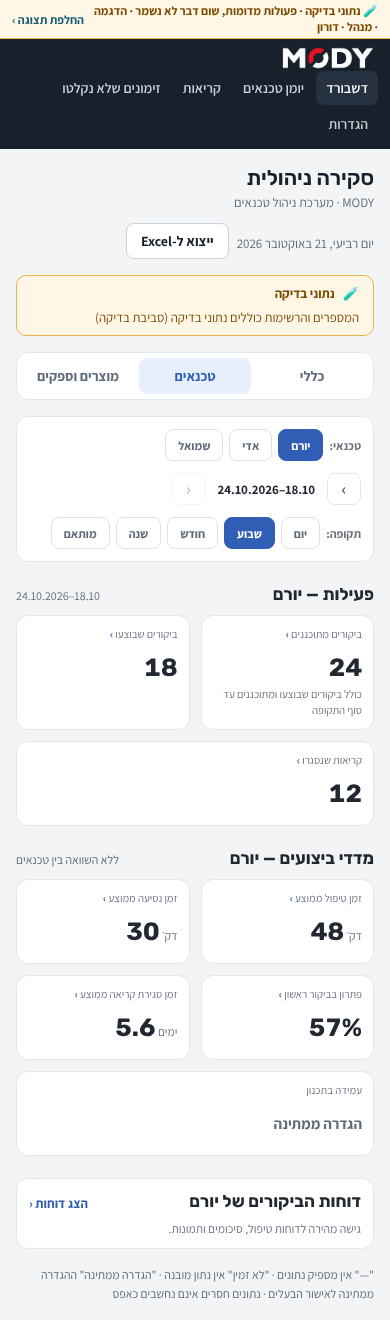 🧪 נתוני בדיקה · פעולות מדומות, שום דבר לא נשמר · הדגמה · מנהל · דורון
החלפת תצוגה ›
MODY
דשבורד
יומן טכנאים
קריאות
זימונים שלא נקלטו
הגדרות
סקירה ניהולית
MODY · מערכת ניהול טכנאים
יום רביעי, 21 באוקטובר 2026
ייצוא ל-Excel
🧪 נתוני בדיקה
המספרים והרשימות כוללים נתוני בדיקה (סביבת בדיקה)
כללי
טכנאים
מוצרים וספקים
טכנאי:
יורם
אדי
שמואל
18.10–24.10.2026
תקופה:
יום
שבוע
חודש
שנה
מותאם
פעילות — יורם
18.10–24.10.2026
ביקורים מתוכננים ›
24
כולל ביקורים שבוצעו ומתוכננים עד
סוף התקופה
ביקורים שבוצעו ›
18
קריאות שנסגרו ›
12
מדדי ביצועים — יורם
ללא השוואה בין טכנאים
זמן טיפול ממוצע ›
48 דק׳
זמן נסיעה ממוצע ›
30 דק׳
פתרון בביקור ראשון ›
57%
זמן סגירת קריאה ממוצע ›
5.6 ימים
עמידה בתכנון
הגדרה ממתינה
דוחות הביקורים של יורם
הצג דוחות ›
גישה מהירה לדוחות טיפול, סיכומים ותמונות.
"—" אין מספיק נתונים · "לא זמין" אין נתון מובנה · "הגדרה ממתינה" ההגדרה
ממתינה לאישור הבעלים · נתונים חסרים אינם נחשבים כאפס